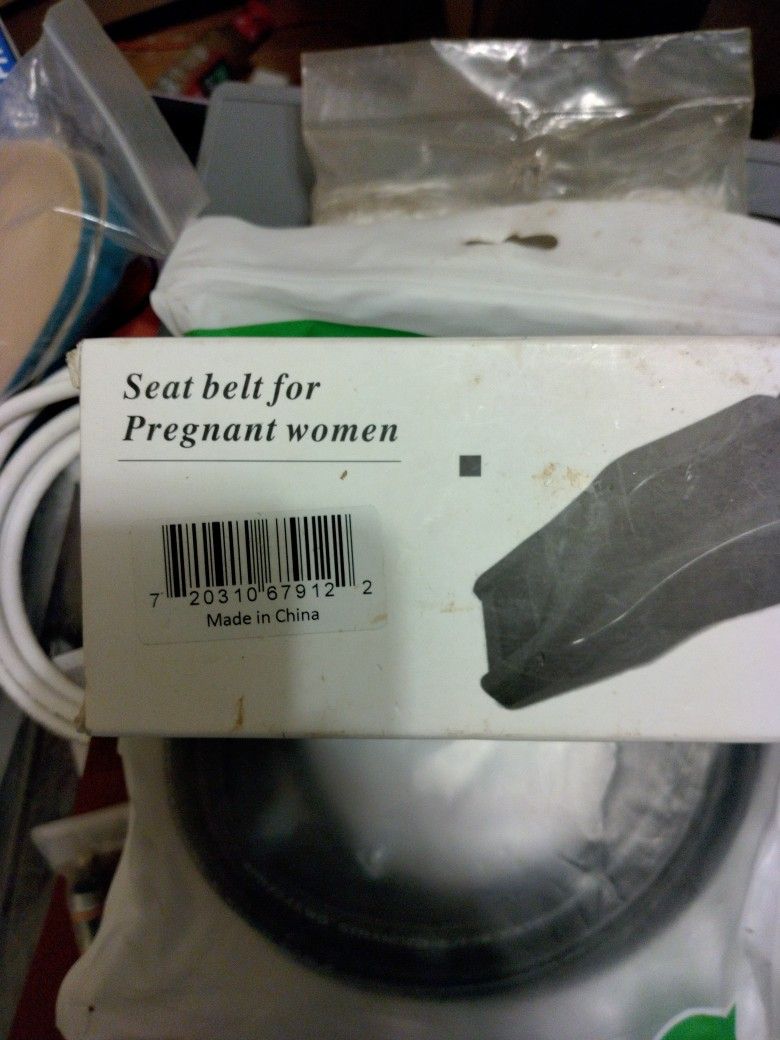 Seat belt for
Pregnant women
7 20310 67912 2
Made in China